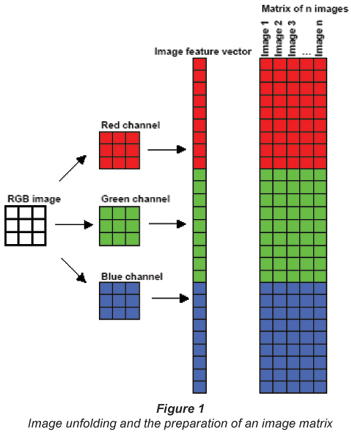 Matrix of n images
Image 1
Image 2
Image 3
...
Image n
Image feature vector
Red channel
RGB image
Green channel
Blue channel
Figure 1
Image unfolding and the preparation of an image matrix